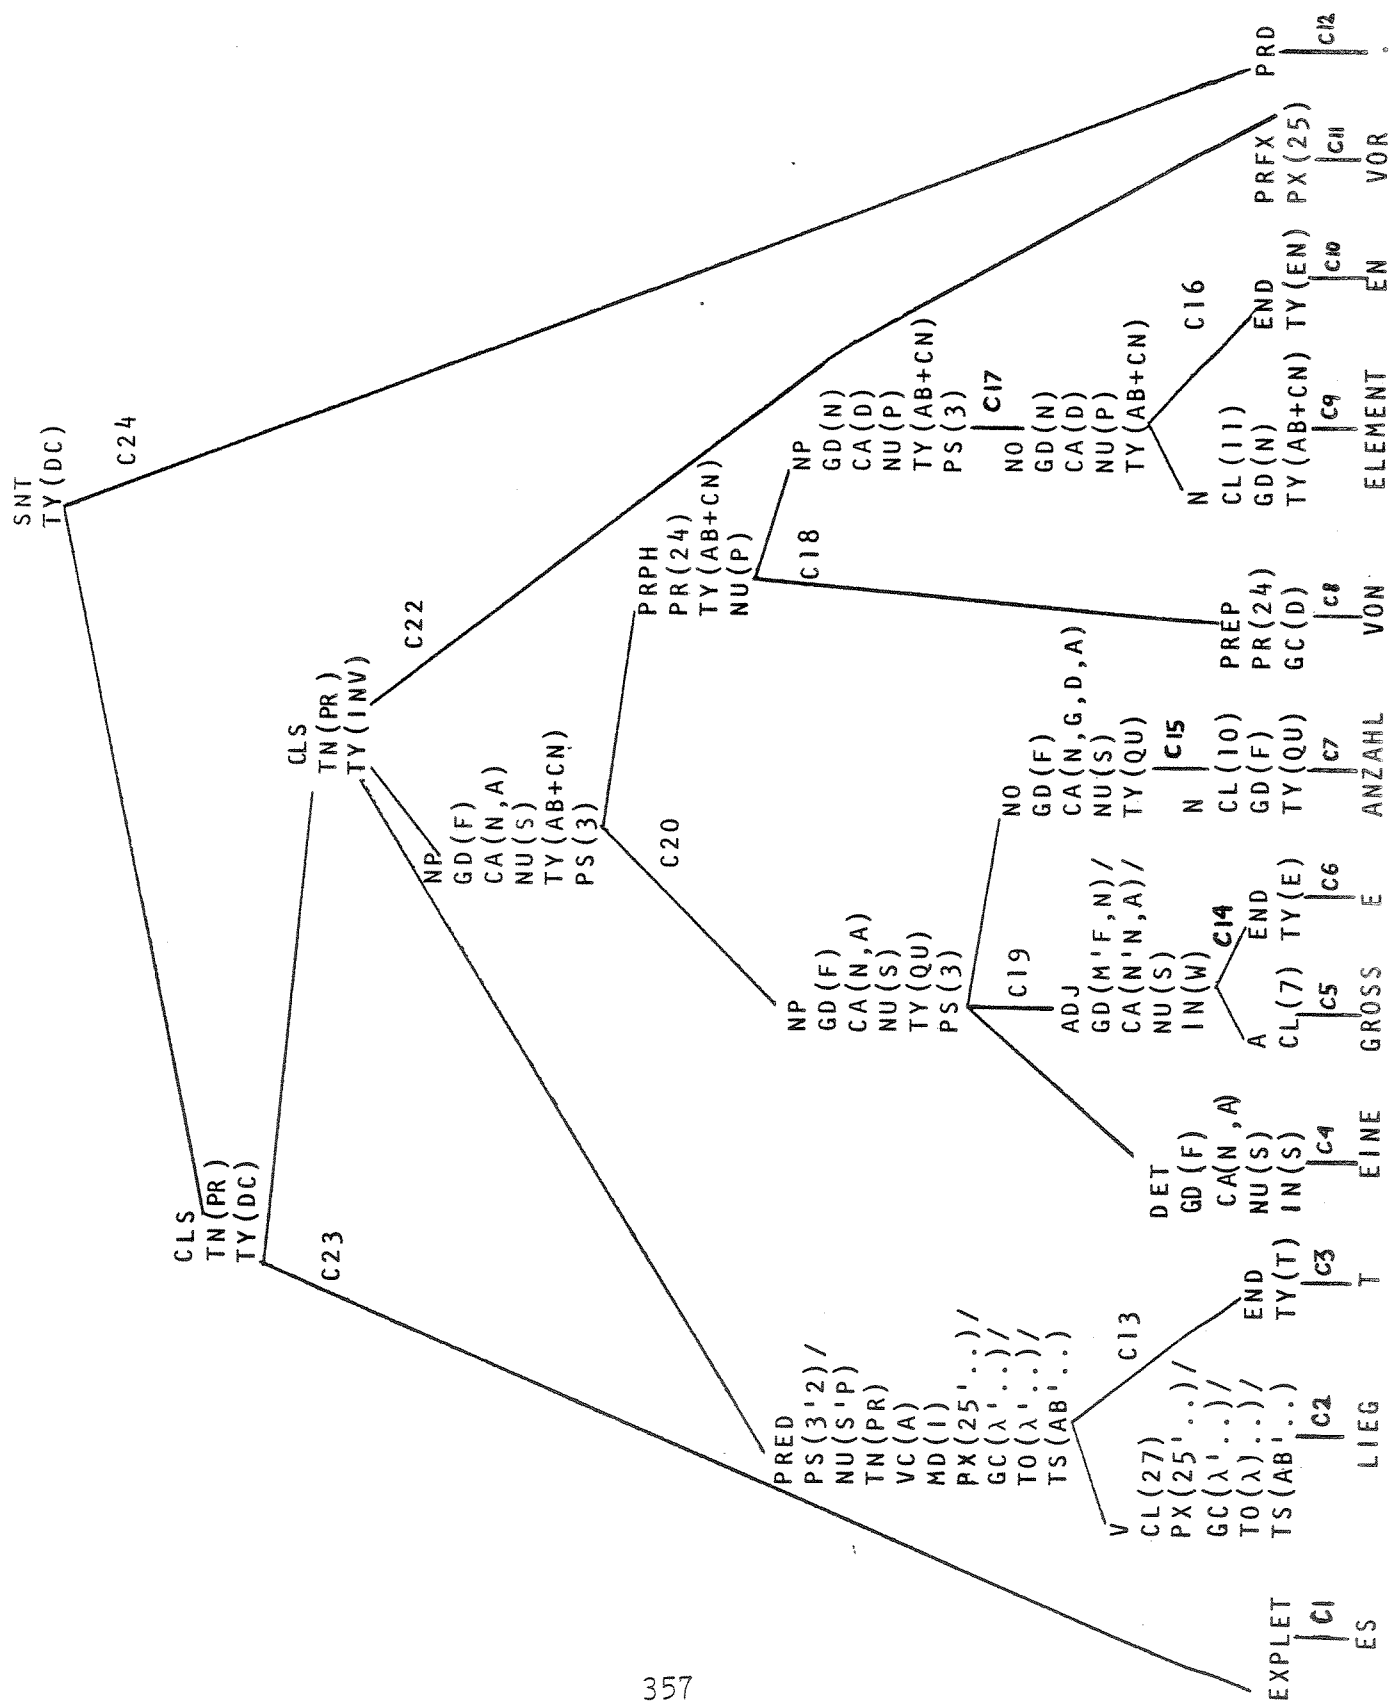 SNT
TY(DC)
C24
CLS
TN(PR)
TY(DC)
C23
CLS
TN(PR)
TY(INV)
C22
NP
GD(F)
CA(N,A)
NU(S)
TY(AB+CN)
PS(3)
C20
PRPH
PR(24)
TY(AB+CN)
NU(P)
C18
NP
GD(F)
CA(N,A)
NU(S)
TY(QU)
PS(3)
C19
NP
GD(N)
CA(D)
NU(P)
TY(AB+CN)
PS(3)
C17
NO
GD(N)
CA(D)
NU(P)
TY(AB+CN)
C16
PRED
PS(3'2)/
NU(S'P)
TN(PR)
VC(A)
MD(I)
PX(25'..)/
GC(λ'..)/
TO(λ'..)/
TS(AB'..)
C13
ADJ
GD(M'F,N)/
CA(N'N,A)/
NU(S)
IN(W)
C14
NO
GD(F)
CA(N,G,D,A)
NU(S)
TY(QU)
C15
EXPLET
C1
ES
V
CL(27)
PX(25'..)/
GC(λ'..)/
TO(λ)..)/
TS(AB'..)
C2
LIEG
END
TY(T)
C3
T
DET
GD(F)
CA(N,A)
NU(S)
IN(S)
C4
EINE
A
CL(7)
C5
GROSS
END
TY(E)
C6
E
N
CL(10)
GD(F)
TY(QU)
C7
ANZAHL
PREP
PR(24)
GC(D)
C8
VON
N
CL(11)
GD(N)
TY(AB+CN)
C9
ELEMENT
END
TY(EN)
C10
EN
PRFX
PX(25)
C11
VOR
PRD
C12
.
357